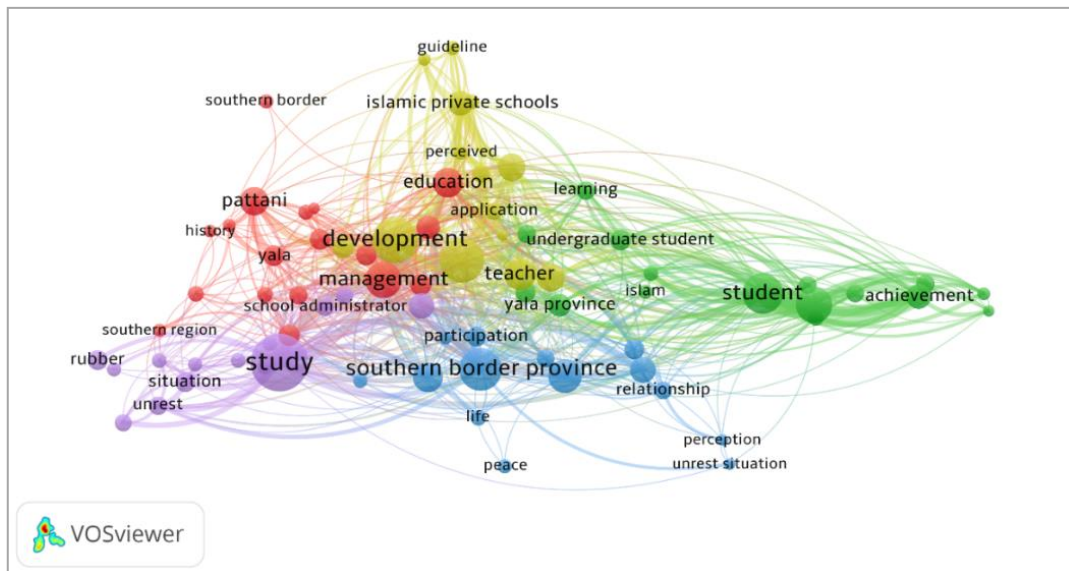 guideline
southern border
islamic private schools
perceived
education
learning
pattani
application
history
development
undergraduate student
yala
management
teacher
school administrator
yala province
islam
student
achievement
southern region
participation
rubber
study
southern border province
situation
relationship
unrest
life
perception
peace
unrest situation
VOSviewer